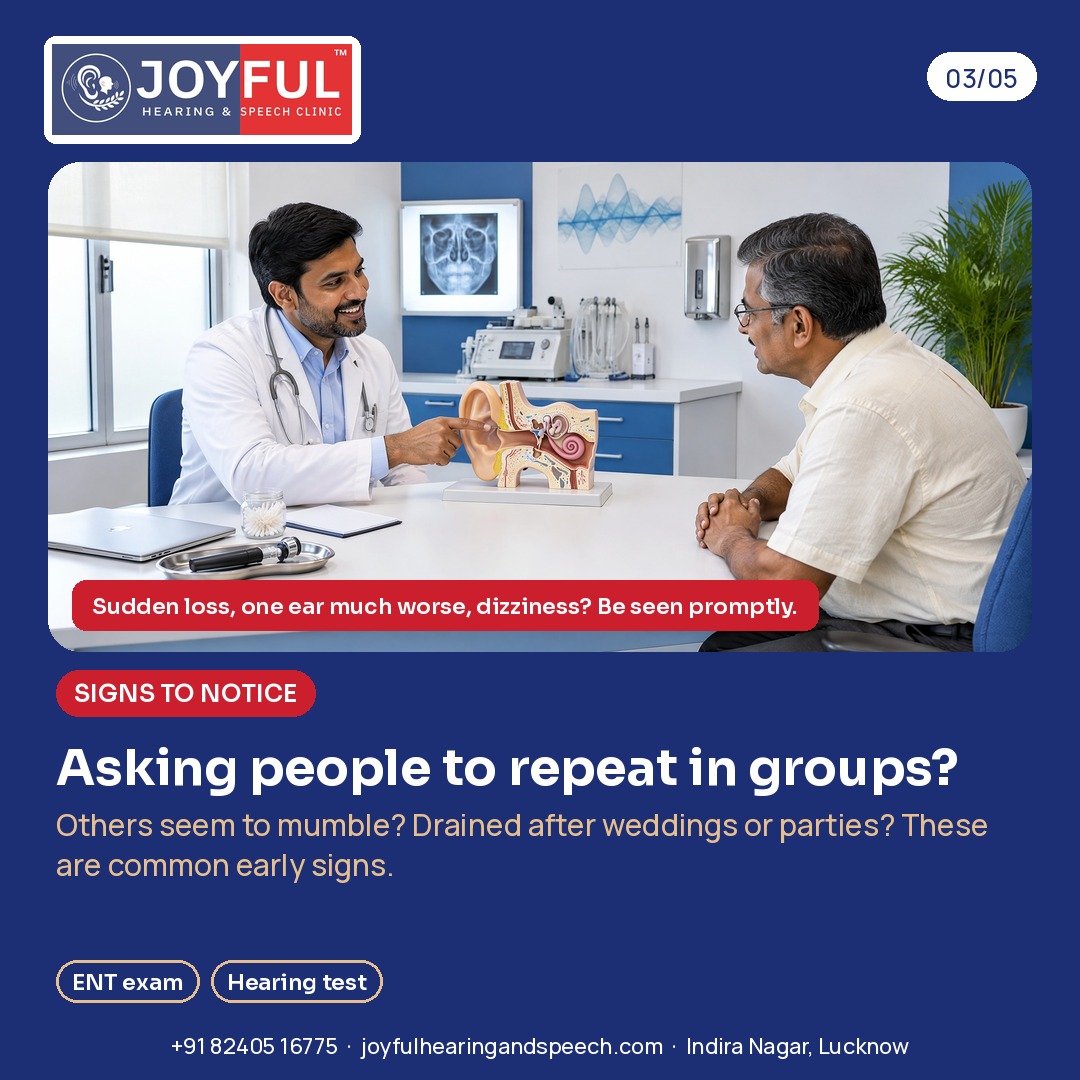 JOYFUL™
HEARING & SPEECH CLINIC
03/05
Sudden loss, one ear much worse, dizziness? Be seen promptly.
SIGNS TO NOTICE
Asking people to repeat in groups?
Others seem to mumble? Drained after weddings or parties? These
are common early signs.
ENT exam
Hearing test
+91 82405 16775 · joyfulhearingandspeech.com · Indira Nagar, Lucknow